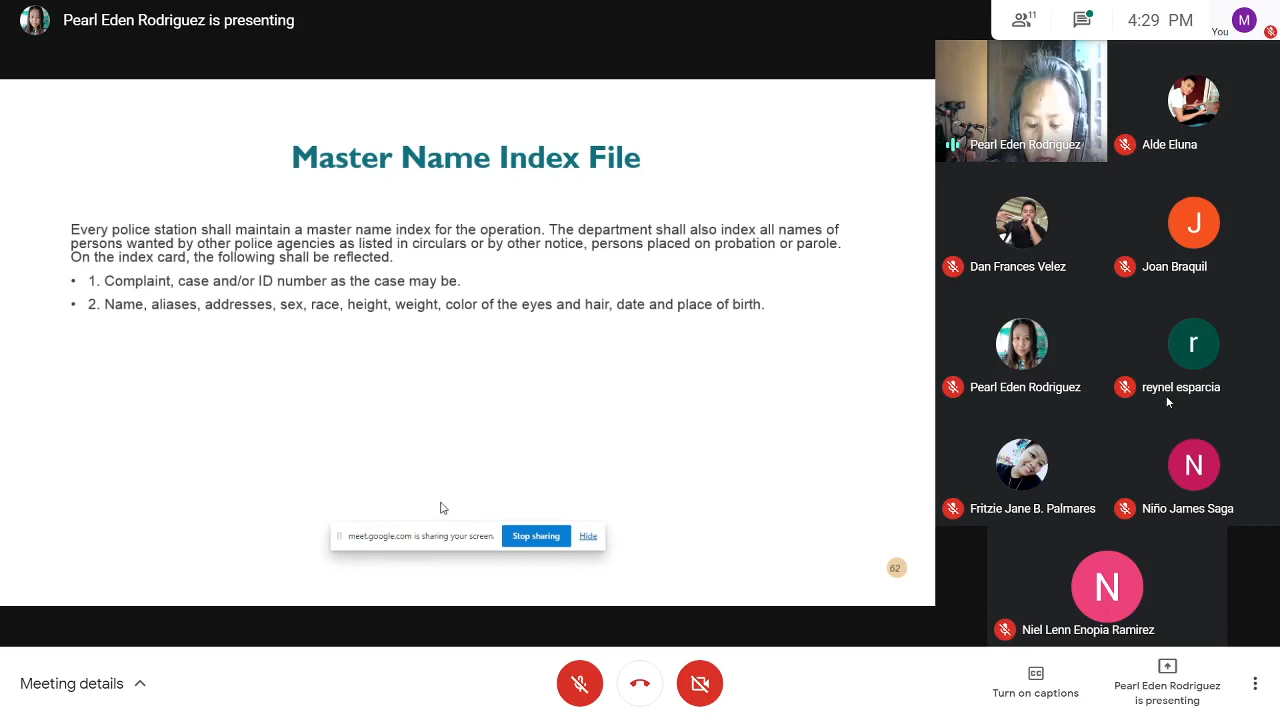 Pearl Eden Rodriguez is presenting
11
4:29 PM
You
M
Master Name Index File
Every police station shall maintain a master name index for the operation. The department shall also index all names of
persons wanted by other police agencies as listed in circulars or by other notice, persons placed on probation or parole.
On the index card, the following shall be reflected.
• 1. Complaint, case and/or ID number as the case may be.
• 2. Name, aliases, addresses, sex, race, height, weight, color of the eyes and hair, date and place of birth.
meet.google.com is sharing your screen.
Stop sharing
Hide
62
Pearl Eden Rodriguez
Alde Eluna
Dan Frances Velez
J
Joan Braquil
Pearl Eden Rodriguez
r
reynel esparcia
Fritzie Jane B. Palmares
N
Niño James Saga
N
Niel Lenn Enopia Ramirez
Meeting details
CC
Turn on captions
Pearl Eden Rodriguez
is presenting